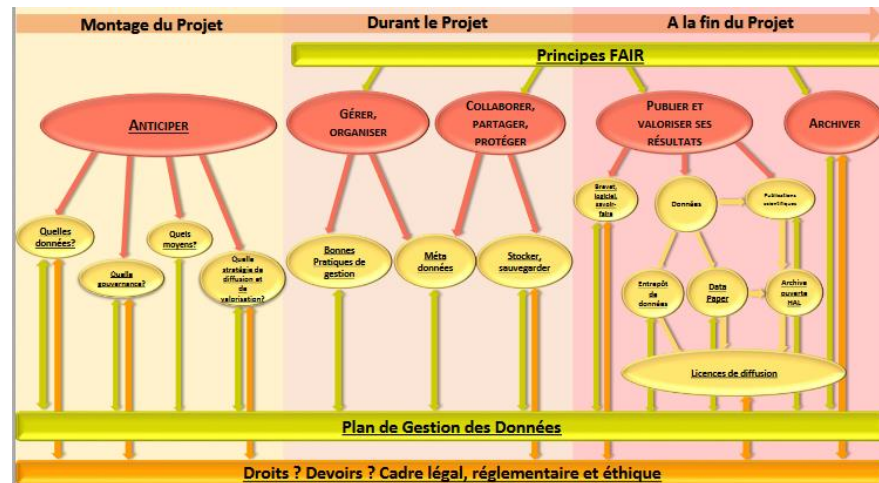 Montage du Projet
Durant le Projet
A la fin du Projet
Principes FAIR
ANTICIPER
GÉRER,
ORGANISER
COLLABORER,
PARTAGER,
PROTÉGER
PUBLIER ET
VALORISER SES
RÉSULTATS
ARCHIVER
Quelles
données?
Quelle
gouvernance?
Quels
moyens?
Quelle
stratégie de
diffusion et
de
valorisation?
Bonnes
Pratiques de
gestion
Méta
données
Stocker,
sauvegarder
Brevet,
logiciel,
savoir-
faire
Données
Publications
scientifiques
Entrepôt de
données
Data
Paper
Archive
ouverte
HAL
Licences de diffusion
Plan de Gestion des Données
Droits ? Devoirs ? Cadre légal, réglementaire et éthique